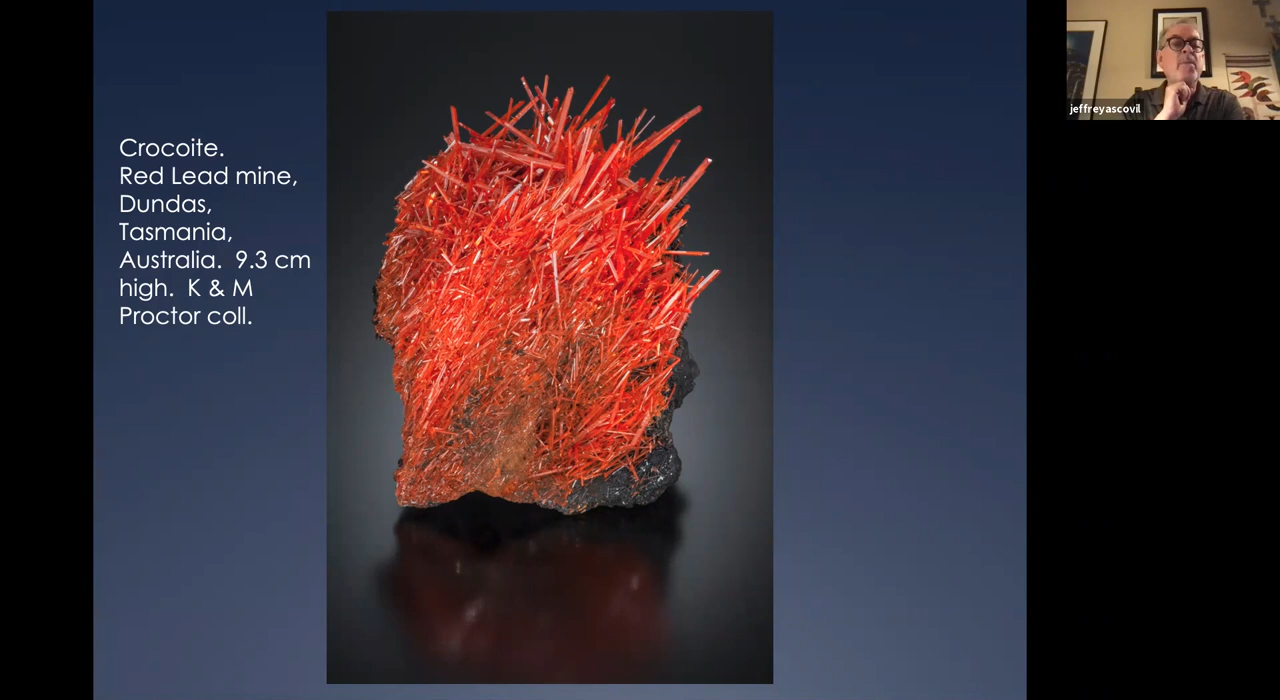 Crocoite.
Red Lead mine,
Dundas,
Tasmania,
Australia.  9.3 cm
high.  K & M
Proctor coll.
jeffreyascovil